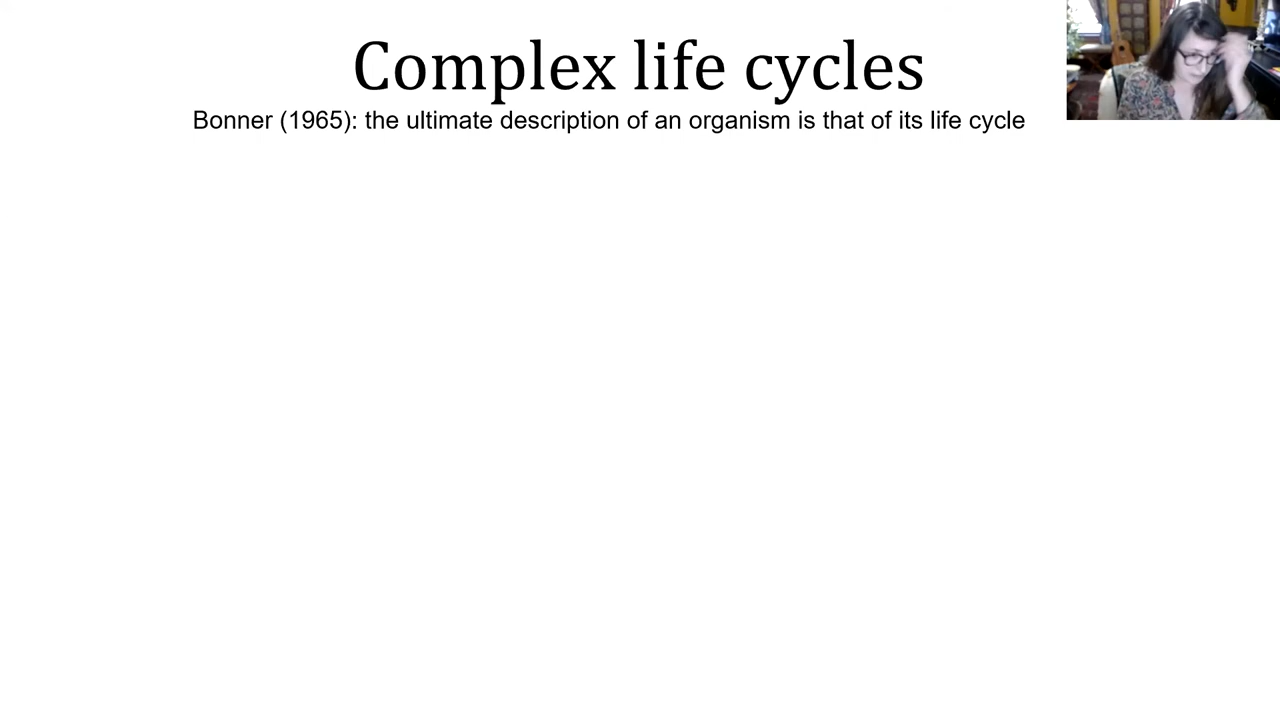 Complex life cycles
Bonner (1965): the ultimate description of an organism is that of its life cycle